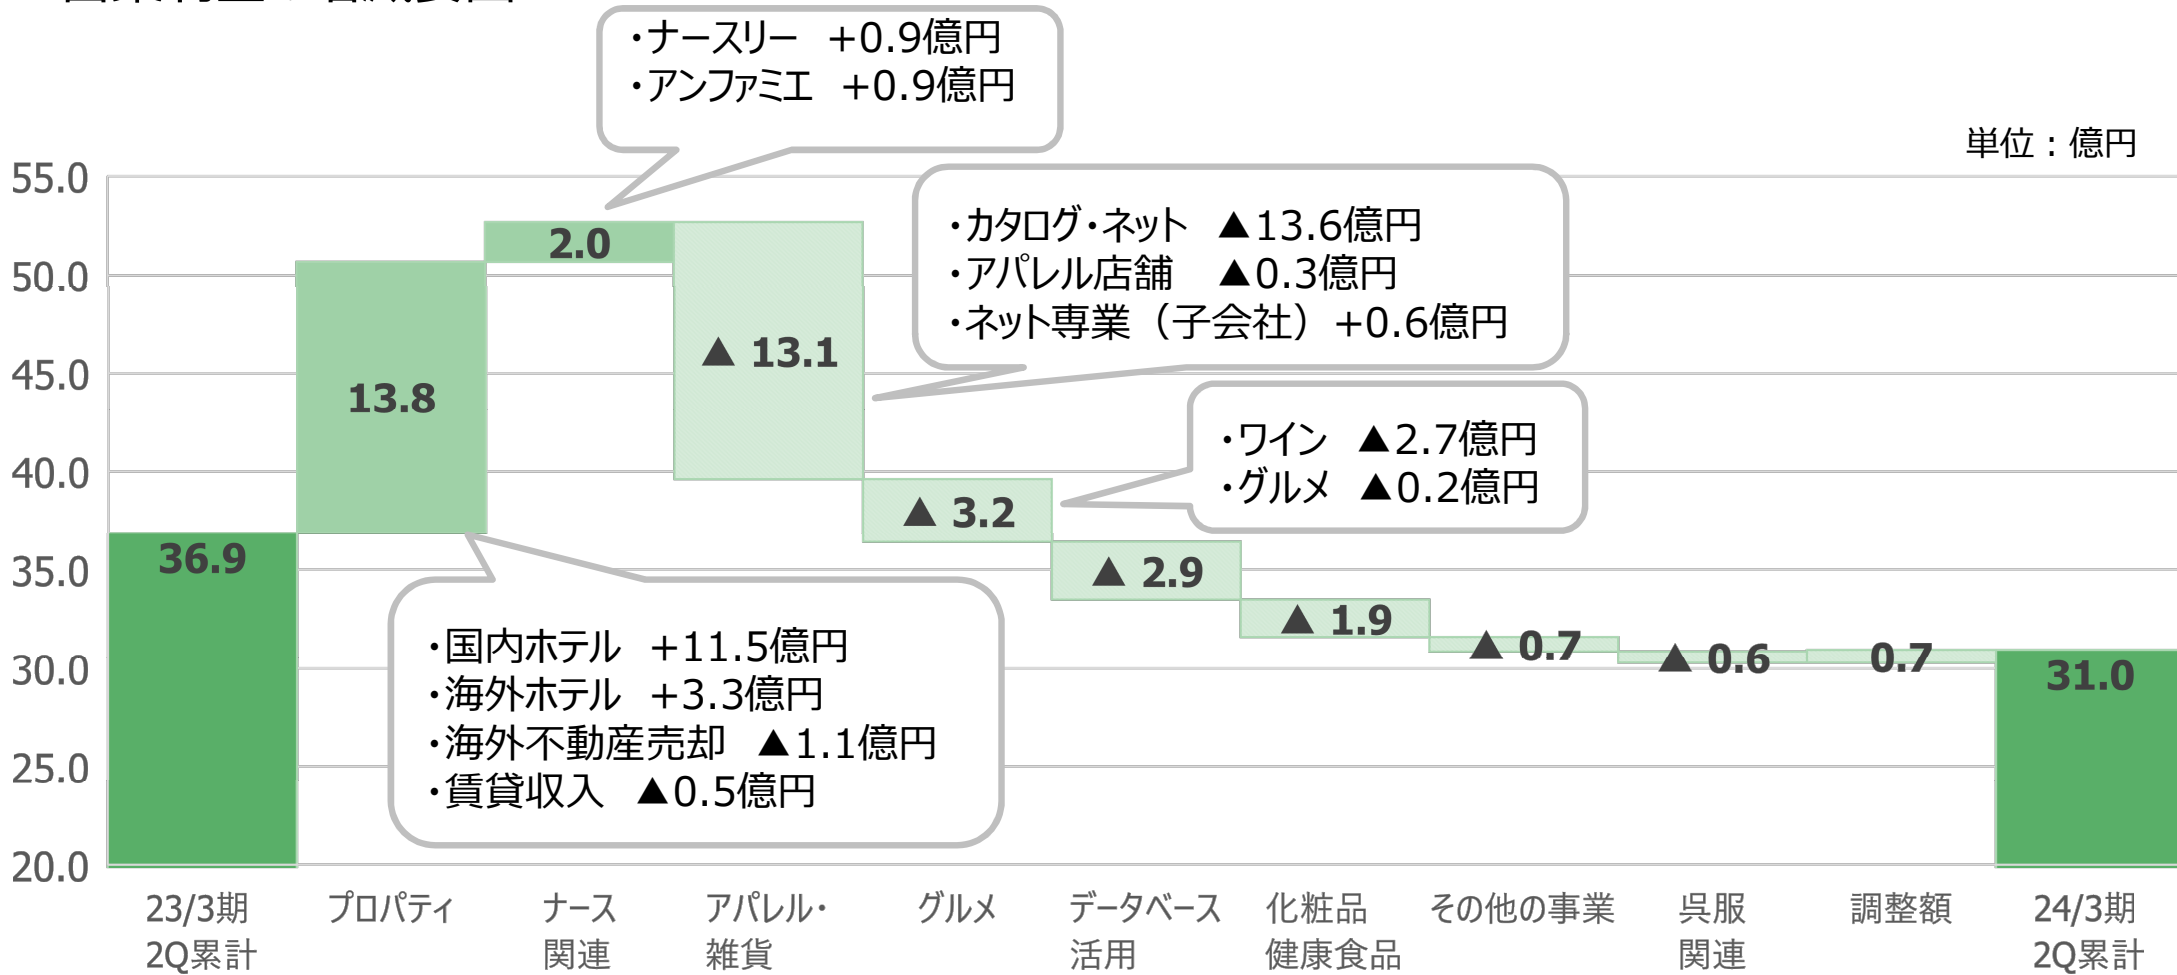 ・ナースリー +0.9億円
・アンファミエ +0.9億円
単位：億円
・カタログ・ネット ▲13.6億円
・アパレル店舗 ▲0.3億円
・ネット専業（子会社）+0.6億円
・ワイン ▲2.7億円
・グルメ ▲0.2億円
・国内ホテル +11.5億円
・海外ホテル +3.3億円
・海外不動産売却 ▲1.1億円
・賃貸収入 ▲0.5億円
55.0
50.0
45.0
40.0
35.0
30.0
25.0
20.0
36.9
13.8
2.0
▲ 13.1
▲ 3.2
▲ 2.9
▲ 1.9
▲ 0.7
▲ 0.6
0.7
31.0
23/3期
2Q累計
プロパティ
ナース
関連
アパレル・
雑貨
グルメ
データベース
活用
化粧品
健康食品
その他の事業
呉服
関連
調整額
24/3期
2Q累計